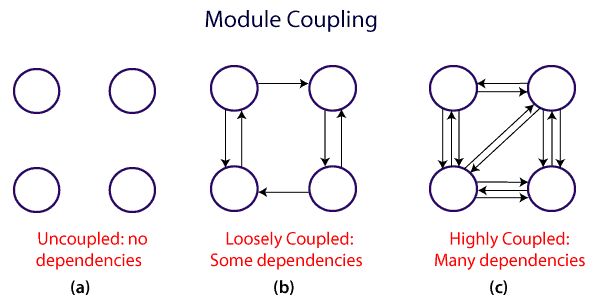 Module Coupling
Uncoupled: no
dependencies
(a)
Loosely Coupled:
Some dependencies
(b)
Highly Coupled:
Many dependencies
(c)